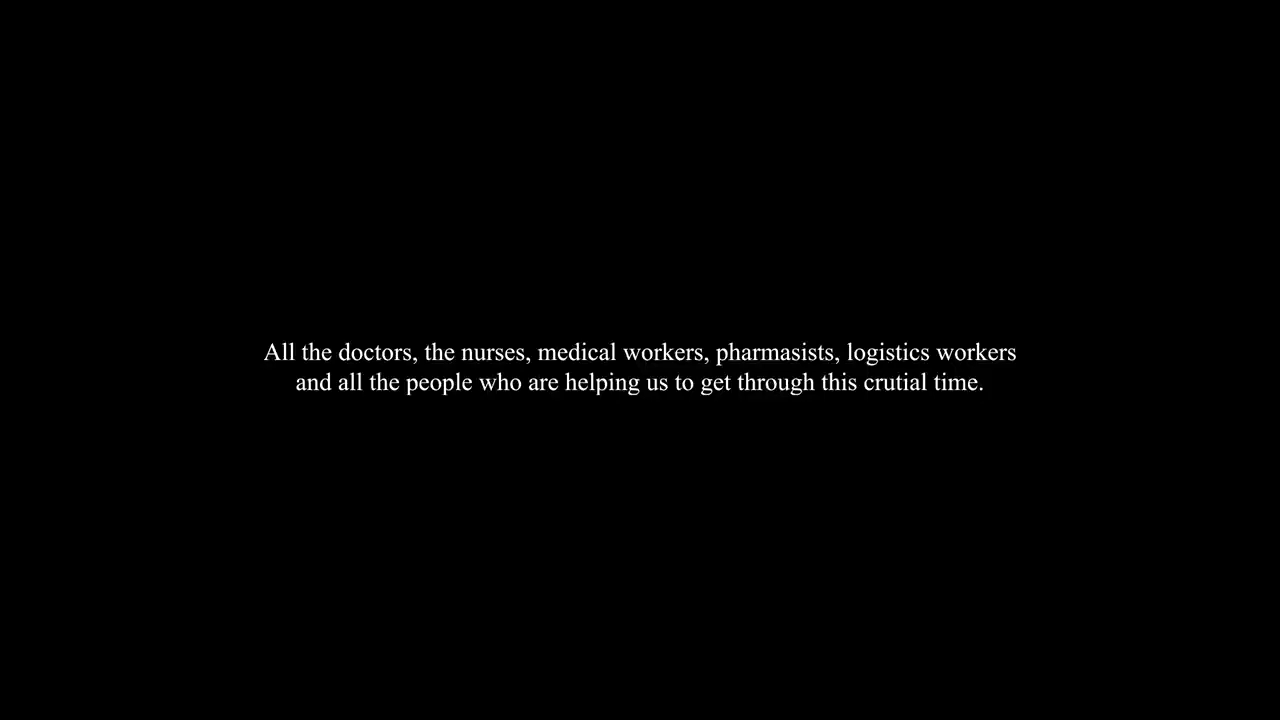 All the doctors, the nurses, medical workers, pharmasists, logistics workers
and all the people who are helping us to get through this crutial time.